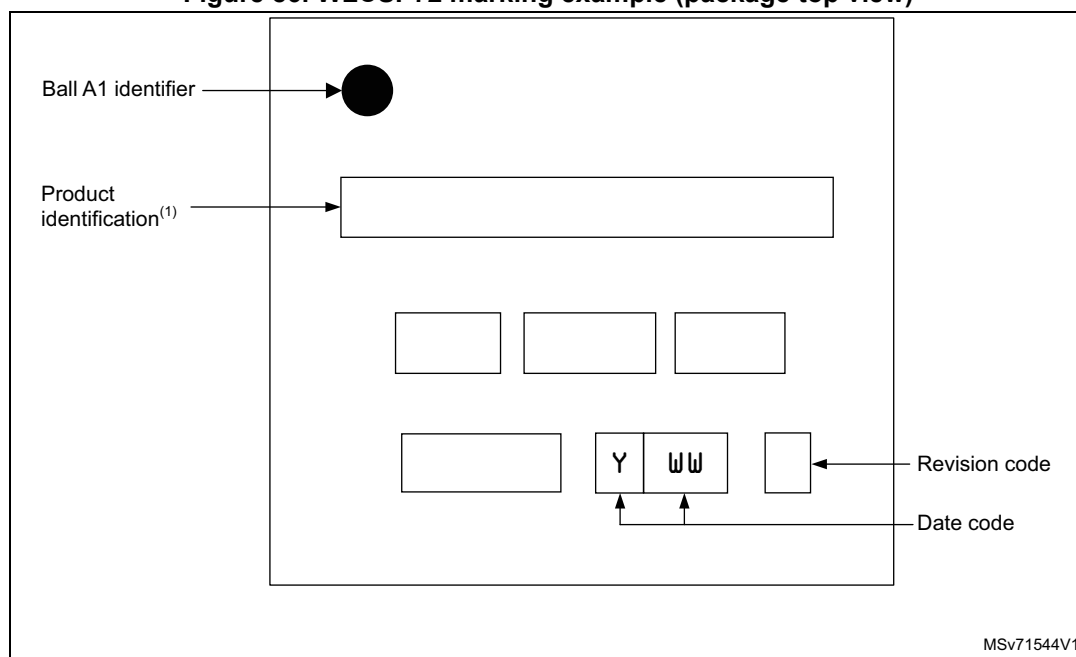 Ball A1 identifier
Product
identification(1)
Y WW
Revision code
Date code
MSv71544V1